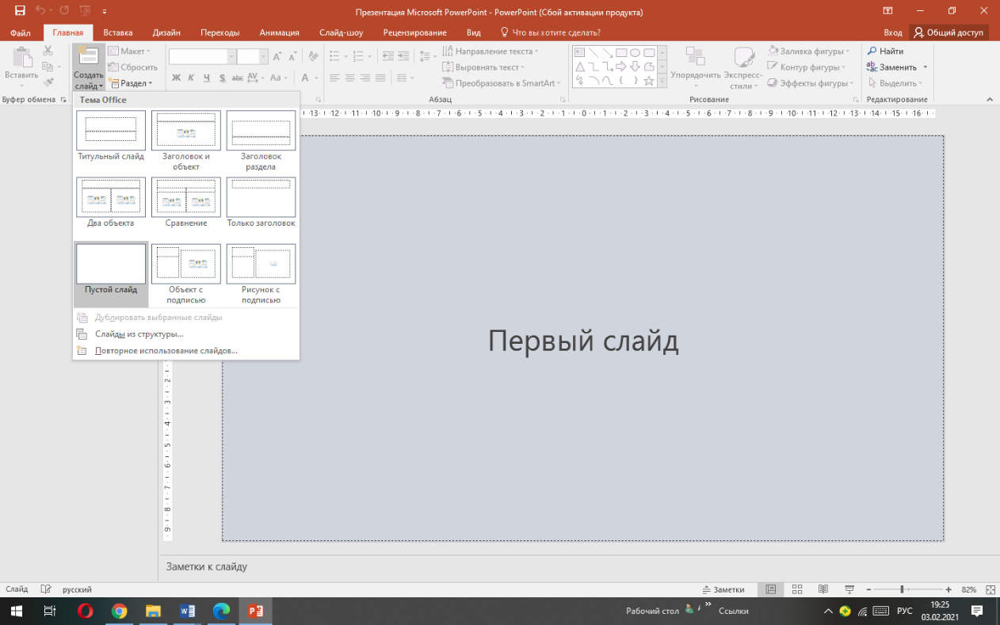 Презентация Microsoft PowerPoint - PowerPoint (Сбой активации продукта)
Файл Главная Вставка Дизайн Переходы Анимация Слайд-шоу Рецензирование Вид Что вы хотите сделать? Вход Общий доступ
Вставить
Создать
слайд
Макет
Сбросить
Раздел
Ж К Ч S abc AV Aa A
Направление текста
Выровнять текст
Преобразовать в SmartArt
Упорядочить
Экспресс-
стили
Заливка фигуры
Контур фигуры
Эффекты фигуры
Найти
Заменить
Выделить
Буфер обмена
Абзац
Рисование
Редактирование
Тема Office
Титульный слайд
Заголовок и
объект
Заголовок
раздела
Два объекта
Сравнение
Только заголовок
Пустой слайд
Объект с
подписью
Рисунок с
подписью
Дублировать выбранные слайды
Слайды из структуры...
Повторное использование слайдов...
13 12 11 10 9 8 7 6 5 4 3 2 1 0 1 2 3 4 5 6 7 8 9 10 11 12 13 14 15 16
2
3
4
5
6
7
8
9
Первый слайд
Заметки к слайду
Слайд русский Заметки 82%
Рабочий стол Ссылки РУС
19:25
03.02.2021